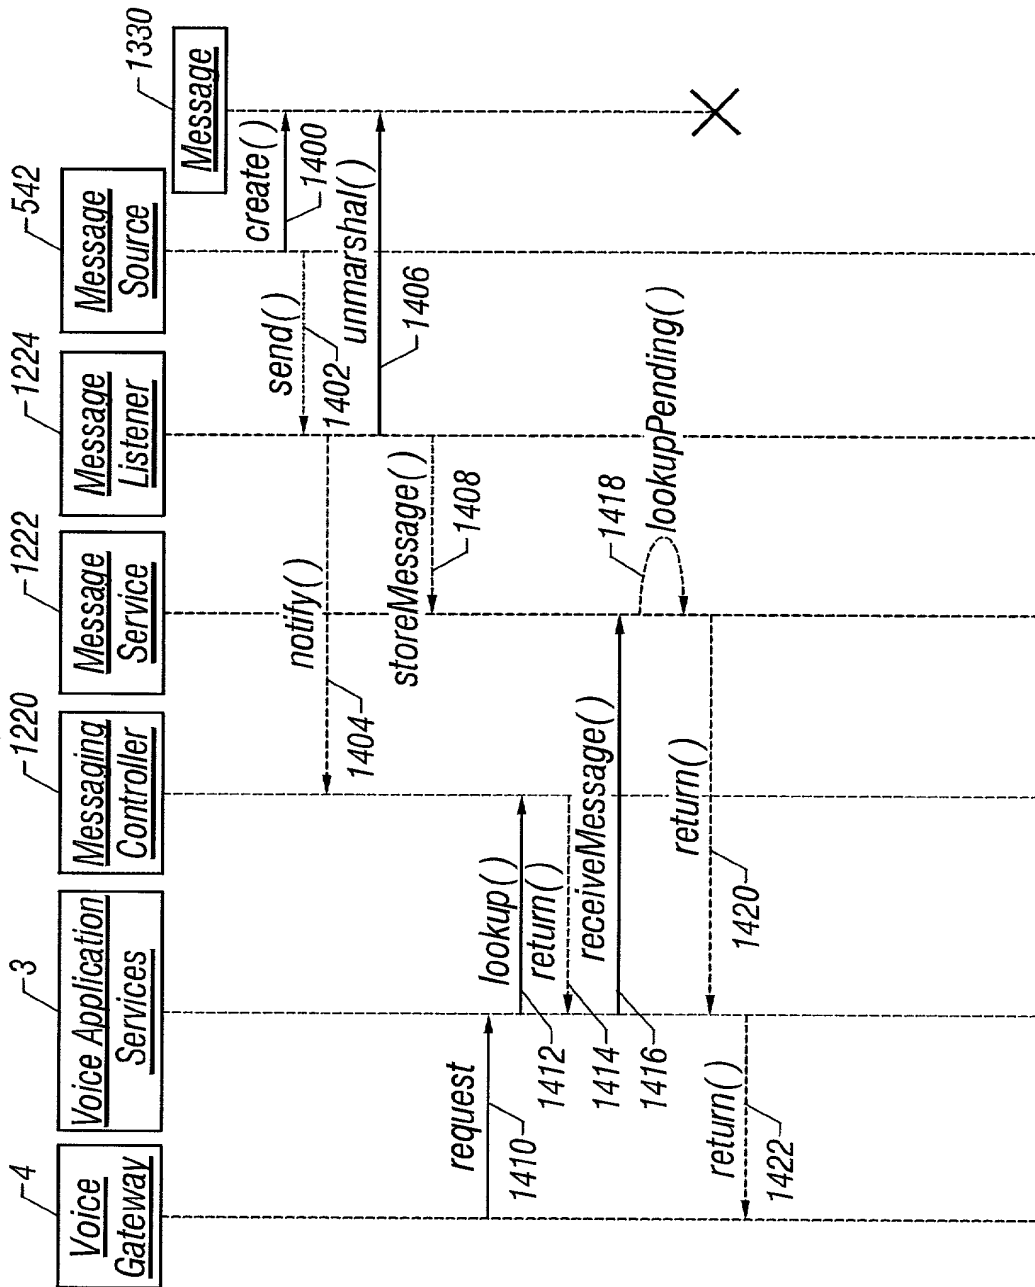 4
Voice
Gateway
3
Voice Application
Services
1220
Messaging
Controller
1222
Message
Service
1224
Message
Listener
542
Message
Source
1330
Message
create()
1400
send()
1402
notify()
1404
unmarshal()
1406
storeMessage()
1408
request
1410
lookup()
1412
return()
1414
receiveMessage()
1416
1418
lookupPending()
return()
1420
return()
1422